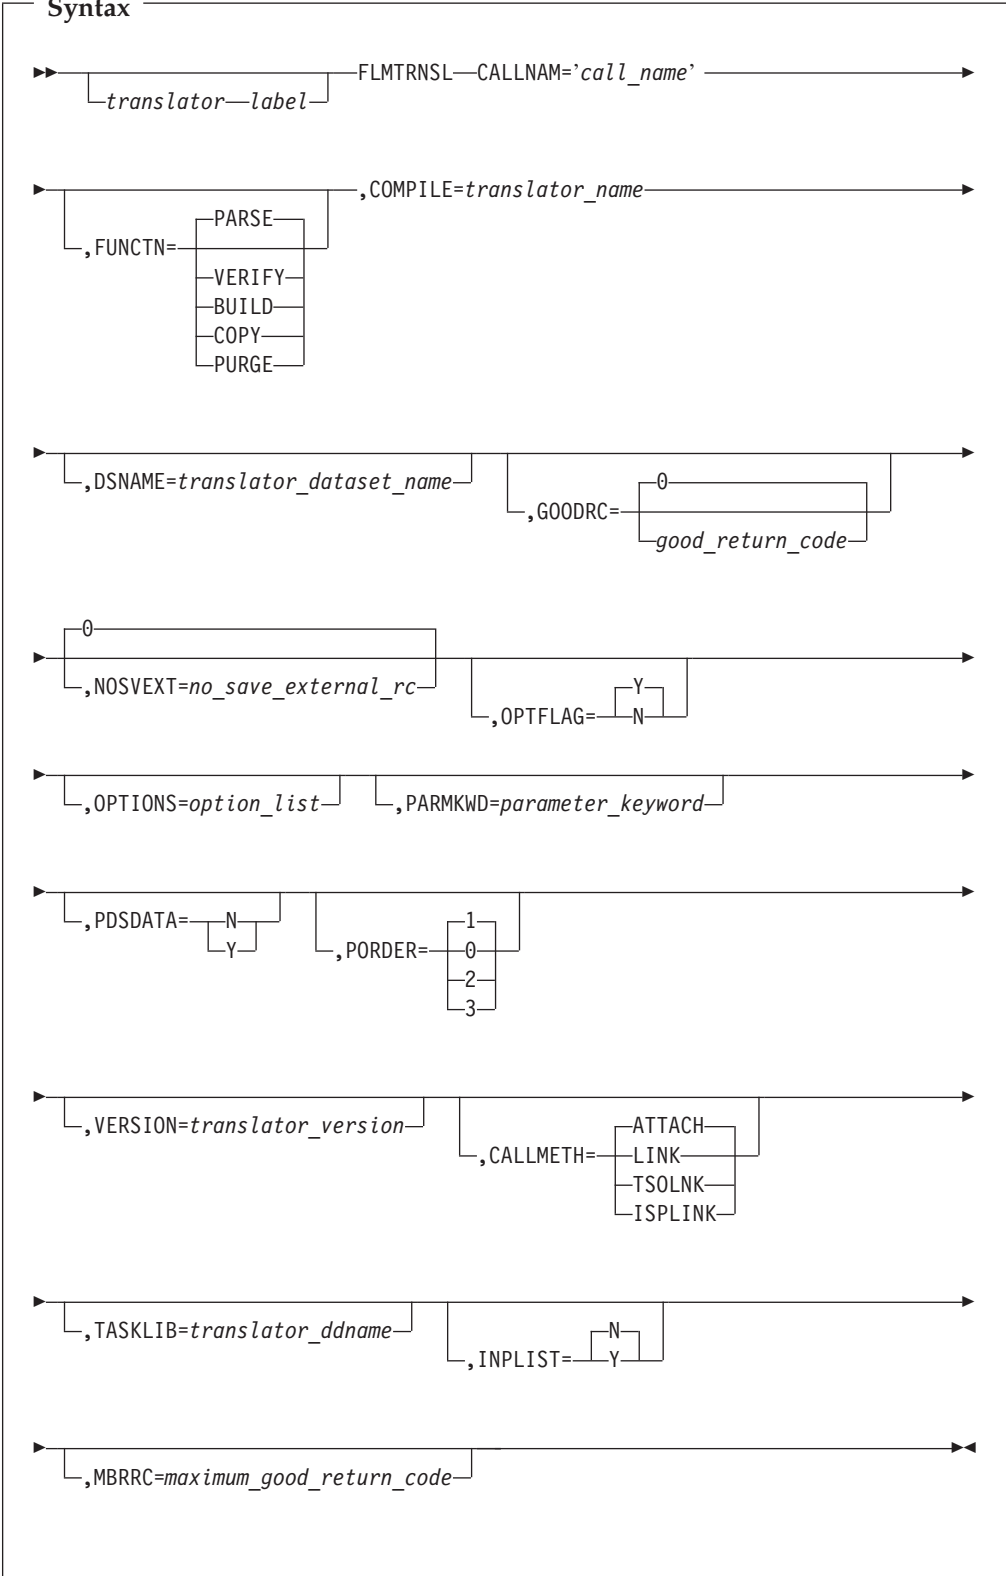 Syntax
FLMTRNSL CALLNAM='call_name'
translator label
,COMPILE=translator_name
PARSE
,FUNCTN=
VERIFY
BUILD
COPY
PURGE
,DSNAME=translator_dataset_name
0
,GOODRC=
good_return_code
0
,NOSVEXT=no_save_external_rc
Y
,OPTFLAG=
N
,OPTIONS=option_list
,PARMKWD=parameter_keyword
,PDSDATA=
N
Y
1
,PORDER=
0
2
3
,VERSION=translator_version
ATTACH
,CALLMETH=
LINK
TSOLNK
ISPLINK
,TASKLIB=translator_ddname
N
,INPLIST=
Y
,MBRRC=maximum_good_return_code